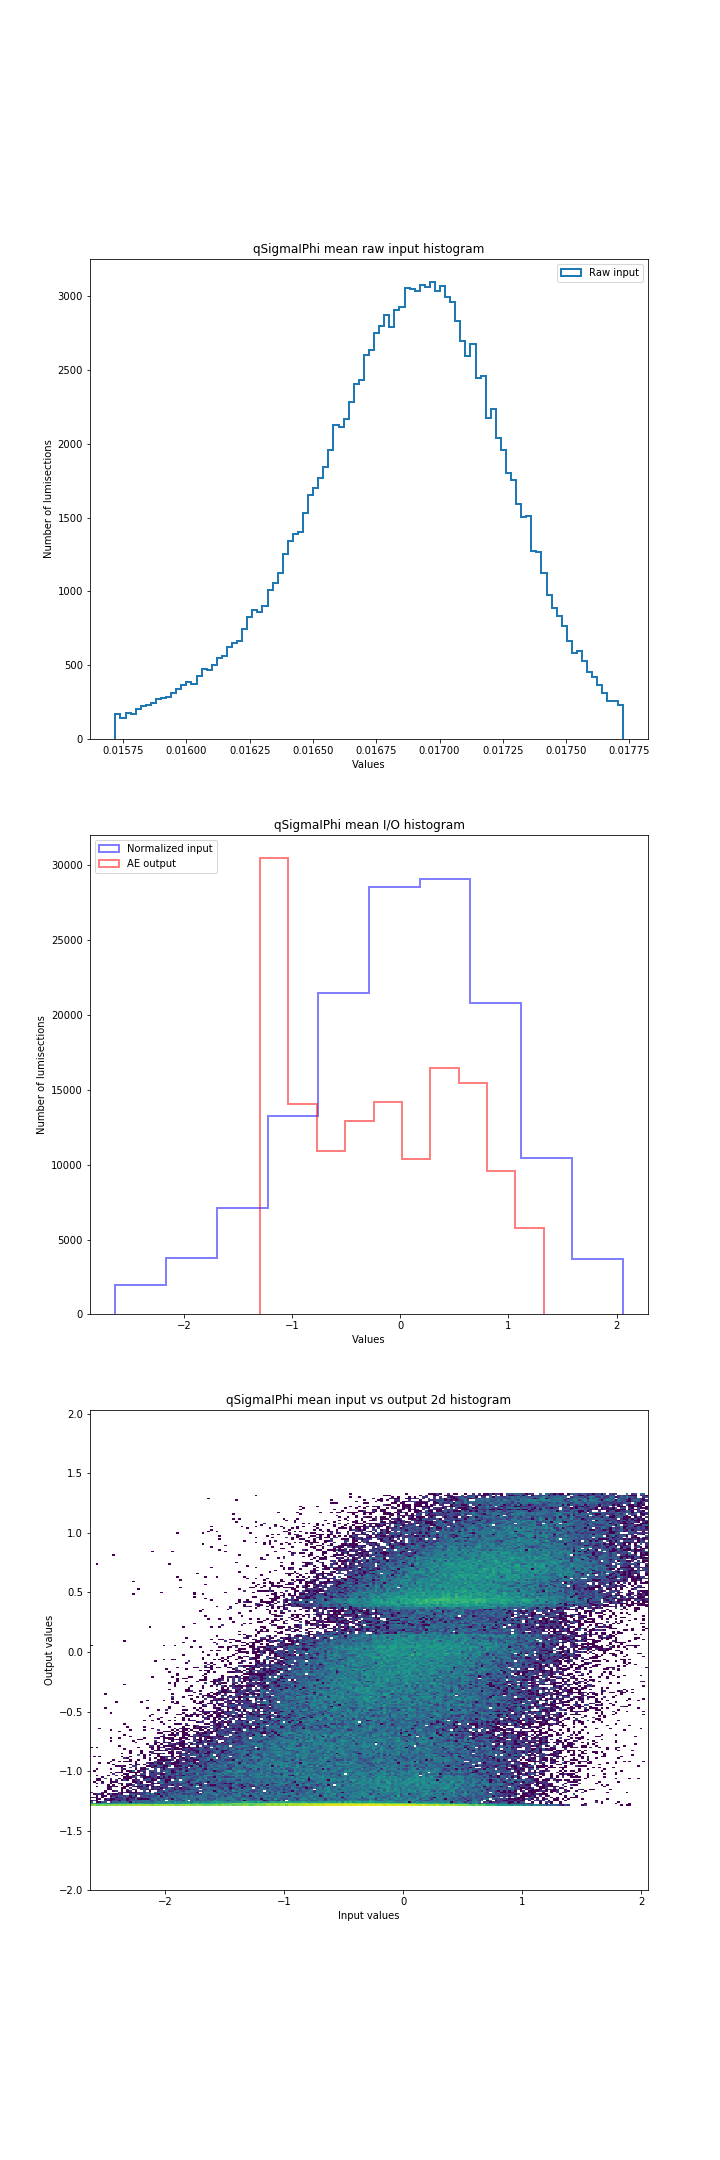 qSigmaIPhi mean raw input histogram
Raw input
3000
2500
2000
1500
1000
500
0
Number of lumisections
0.01575 0.01600 0.01625 0.01650 0.01675 0.01700 0.01725 0.01750 0.01775
Values
qSigmaIPhi mean I/O histogram
Normalized input
AE output
30000
25000
20000
15000
10000
5000
0
Number of lumisections
−2 −1 0 1 2
Values
qSigmaIPhi mean input vs output 2d histogram
2.0
1.5
1.0
0.5
0.0
−0.5
−1.0
−1.5
−2.0
Output values
−2 −1 0 1 2
Input values